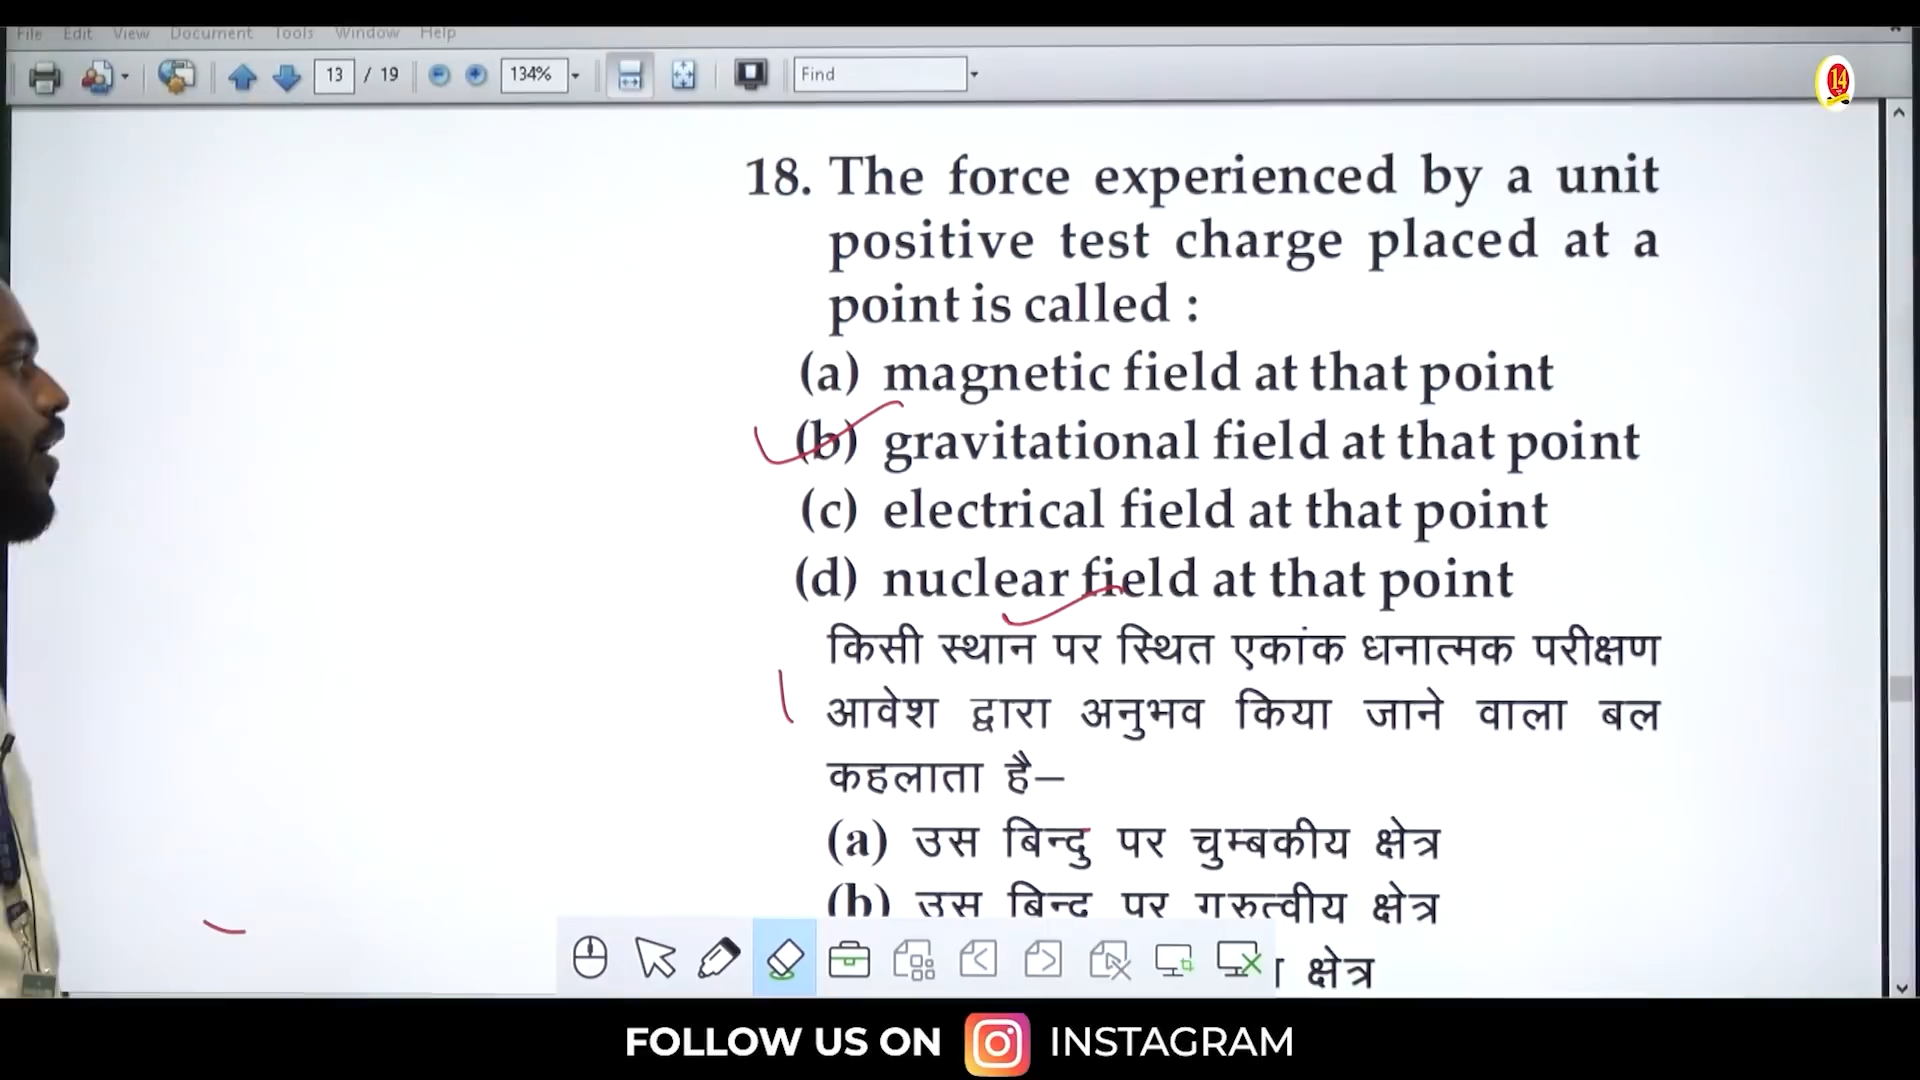 File Edit View Document Tools Window Help
13 / 19 134% Find
14
18. The force experienced by a unit
positive test charge placed at a
point is called :
(a) magnetic field at that point
(b) gravitational field at that point
(c) electrical field at that point
(d) nuclear field at that point
किसी स्थान पर स्थित एकांक धनात्मक परीक्षण
आवेश द्वारा अनुभव किया जाने वाला बल
कहलाता है–
(a) उस बिन्दु पर चुम्बकीय क्षेत्र
(b) उस बिन्दु पर गुरुत्वीय क्षेत्र
क्षेत्र
FOLLOW US ON INSTAGRAM